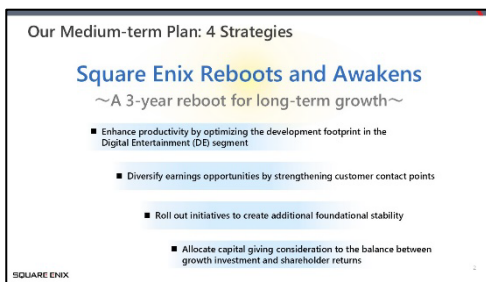 Our Medium-term Plan: 4 Strategies
Square Enix Reboots and Awakens
～A 3-year reboot for long-term growth～
■ Enhance productivity by optimizing the development footprint in the
Digital Entertainment (DE) segment
■ Diversify earnings opportunities by strengthening customer contact points
■ Roll out initiatives to create additional foundational stability
■ Allocate capital giving consideration to the balance between
growth investment and shareholder returns
SQUARE ENIX